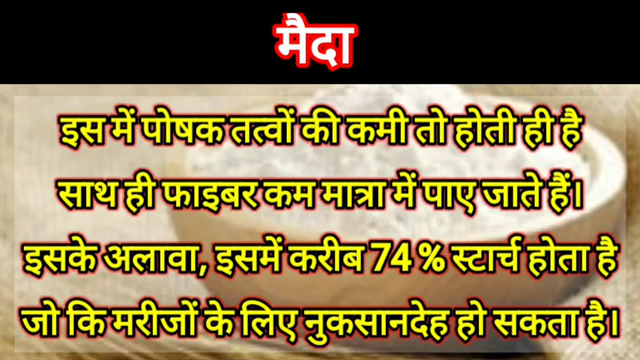 मैदा
इस में पोषक तत्वों की कमी तो होती ही है
साथ ही फाइबर कम मात्रा में पाए जाते हैं।
इसके अलावा, इसमें करीब 74 % स्टार्च होता है
जो कि मरीजों के लिए नुकसानदेह हो सकता है।